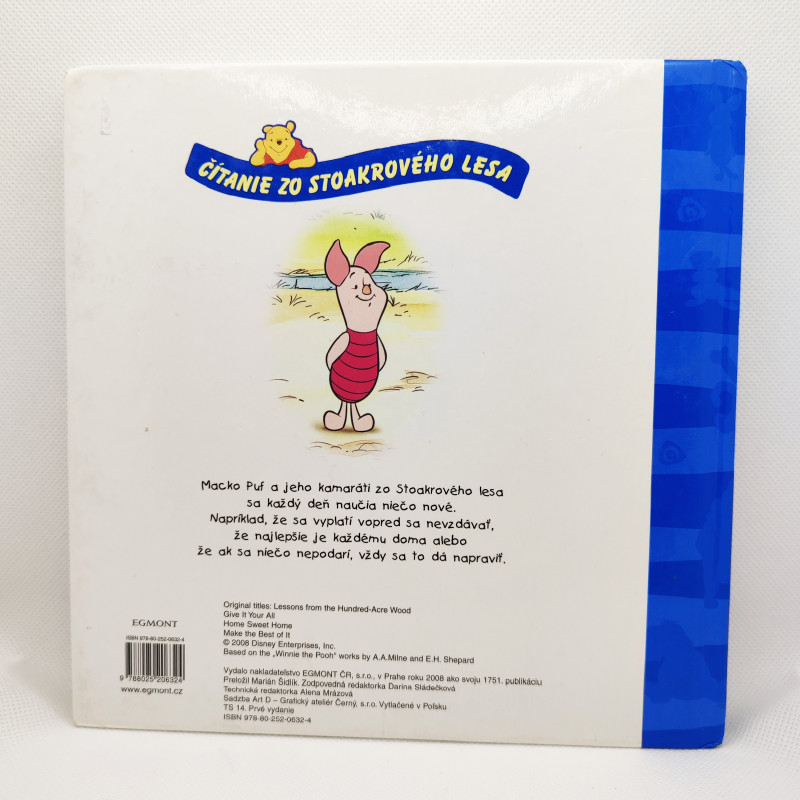 ČÍTANIE ZO STOAKROVÉHO LESA
Macko Puf a jeho kamaráti zo Stoakrového lesa
sa každý deň naučia niečo nové.
Napríklad, že sa vyplatí vopred sa nevzdávať,
že najlepšie je každému doma alebo
že ak sa niečo nepodarí, vždy sa to dá napraviť.
Original titles: Lessons from the Hundred-Acre Wood
Give It Your All
Home Sweet Home
Make the Best of It
© 2008 Disney Enterprises, Inc.
Based on the „Winnie the Pooh" works by A.A.Milne and E.H. Shepard
Vydalo nakladateľstvo EGMONT ČR, s.r.o., v Prahe roku 2008 ako svoju 1751. publikáciu
Preložil Marián Šidlík. Zodpovedná redaktorka Darina Sládečková
Technická redaktorka Alena Mrázová
Sadzba Art D – Grafický ateliér Černý, s.r.o. Vytlačené v Poľsku
TS 14. Prvé vydanie
ISBN 978-80-252-0632-4
EGMONT
ISBN 978-80-252-0632-4
9 788025 206324
www.egmont.cz